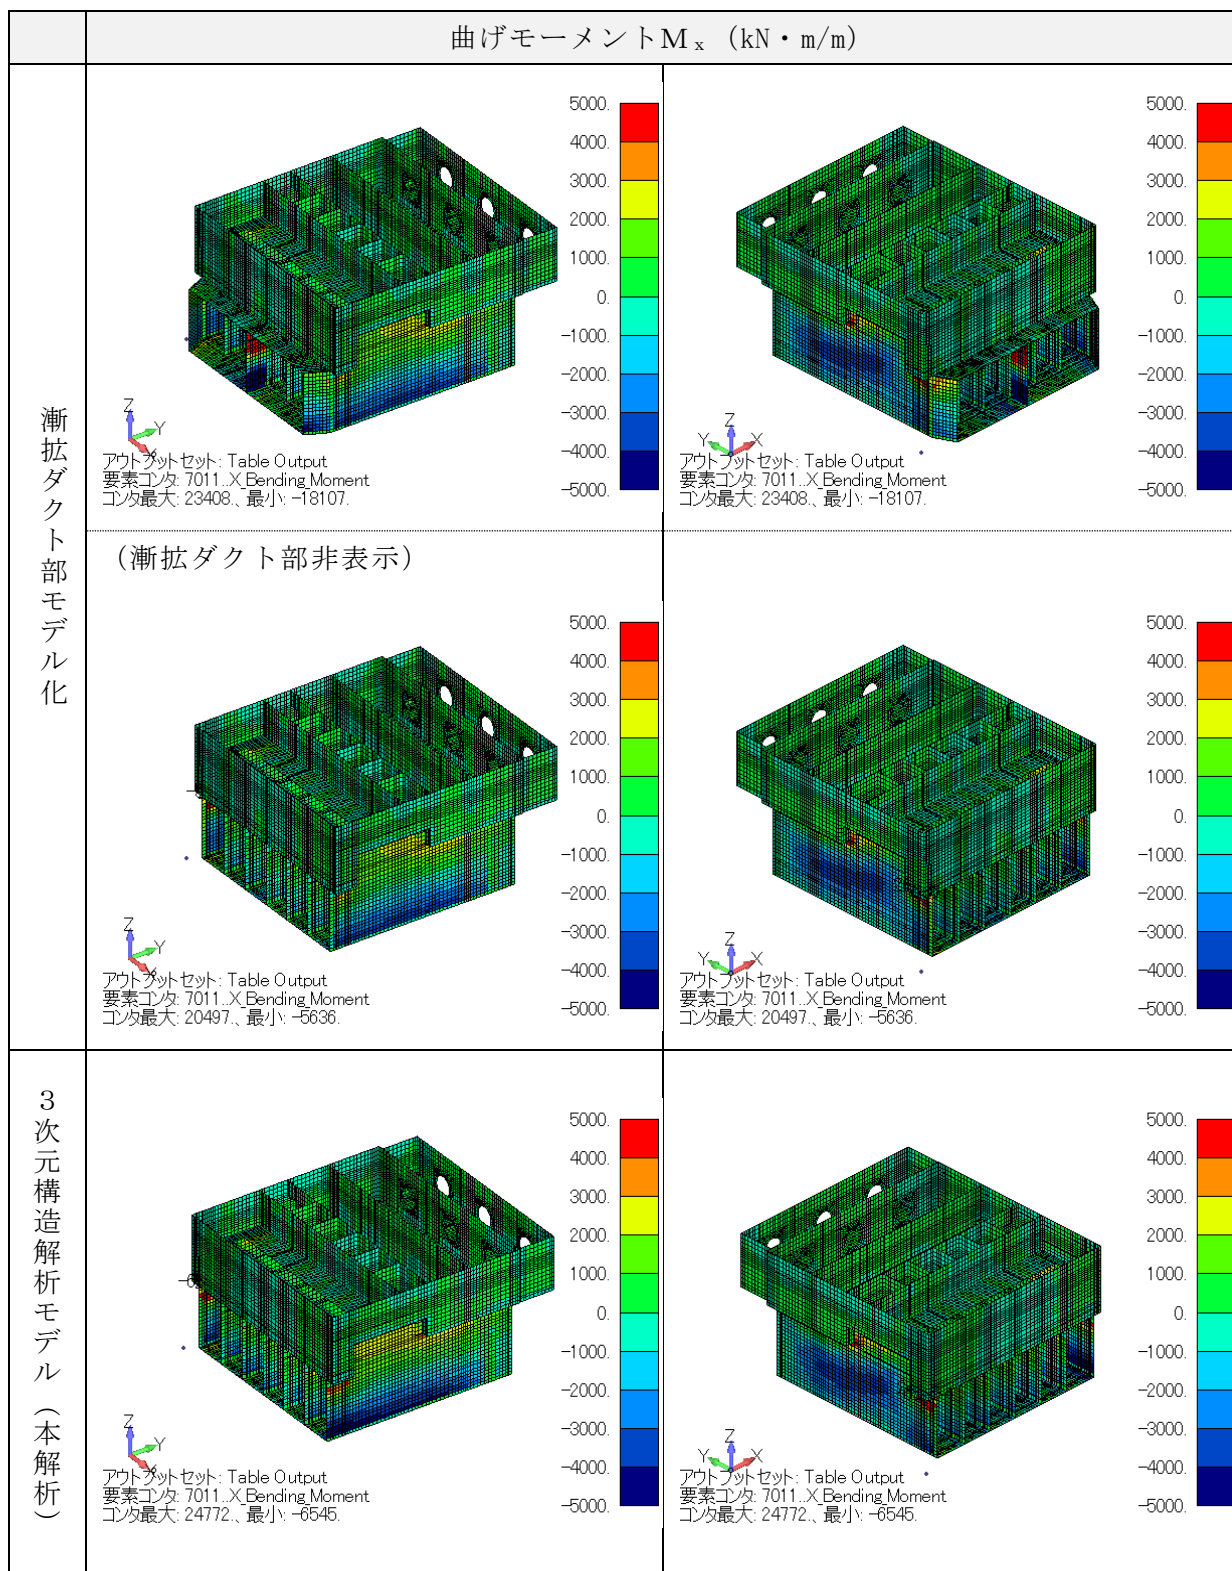 曲げモーメントＭｘ (kN・m/m)
漸拡ダクト部モデル化
5000.
4000.
3000.
2000.
1000.
0.
-1000.
-2000.
-3000.
-4000.
-5000.
Z
Y
X
アウトプットセット: Table Output
要素コンタ: 7011..X Bending Moment
コンタ最大: 23408.、最小: -18107.
5000.
4000.
3000.
2000.
1000.
0.
-1000.
-2000.
-3000.
-4000.
-5000.
Z
Y X
アウトプットセット: Table Output
要素コンタ: 7011..X Bending Moment
コンタ最大: 23408.、最小: -18107.
（漸拡ダクト部非表示）
5000.
4000.
3000.
2000.
1000.
0.
-1000.
-2000.
-3000.
-4000.
-5000.
Z
Y
X
アウトプットセット: Table Output
要素コンタ: 7011..X Bending Moment
コンタ最大: 20497.、最小: -5636.
5000.
4000.
3000.
2000.
1000.
0.
-1000.
-2000.
-3000.
-4000.
-5000.
Z
Y X
アウトプットセット: Table Output
要素コンタ: 7011..X Bending Moment
コンタ最大: 20497.、最小: -5636.
３次元構造解析モデル（本解析）
5000.
4000.
3000.
2000.
1000.
0.
-1000.
-2000.
-3000.
-4000.
-5000.
Z
Y
X
アウトプットセット: Table Output
要素コンタ: 7011..X Bending Moment
コンタ最大: 24772.、最小: -6545.
5000.
4000.
3000.
2000.
1000.
0.
-1000.
-2000.
-3000.
-4000.
-5000.
Z
Y X
アウトプットセット: Table Output
要素コンタ: 7011..X Bending Moment
コンタ最大: 24772.、最小: -6545.